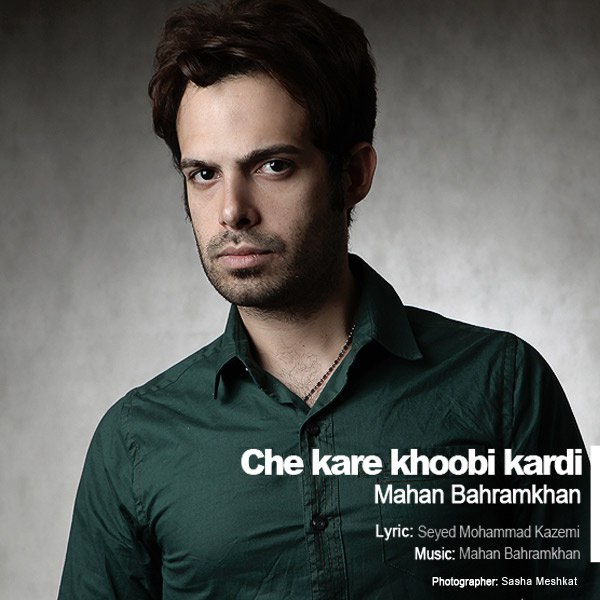 Che kare khoobi kardi
Mahan Bahramkhan
Lyric: Seyed Mohammad Kazemi
Music: Mahan Bahramkhan
Photographer: Sasha Meshkat